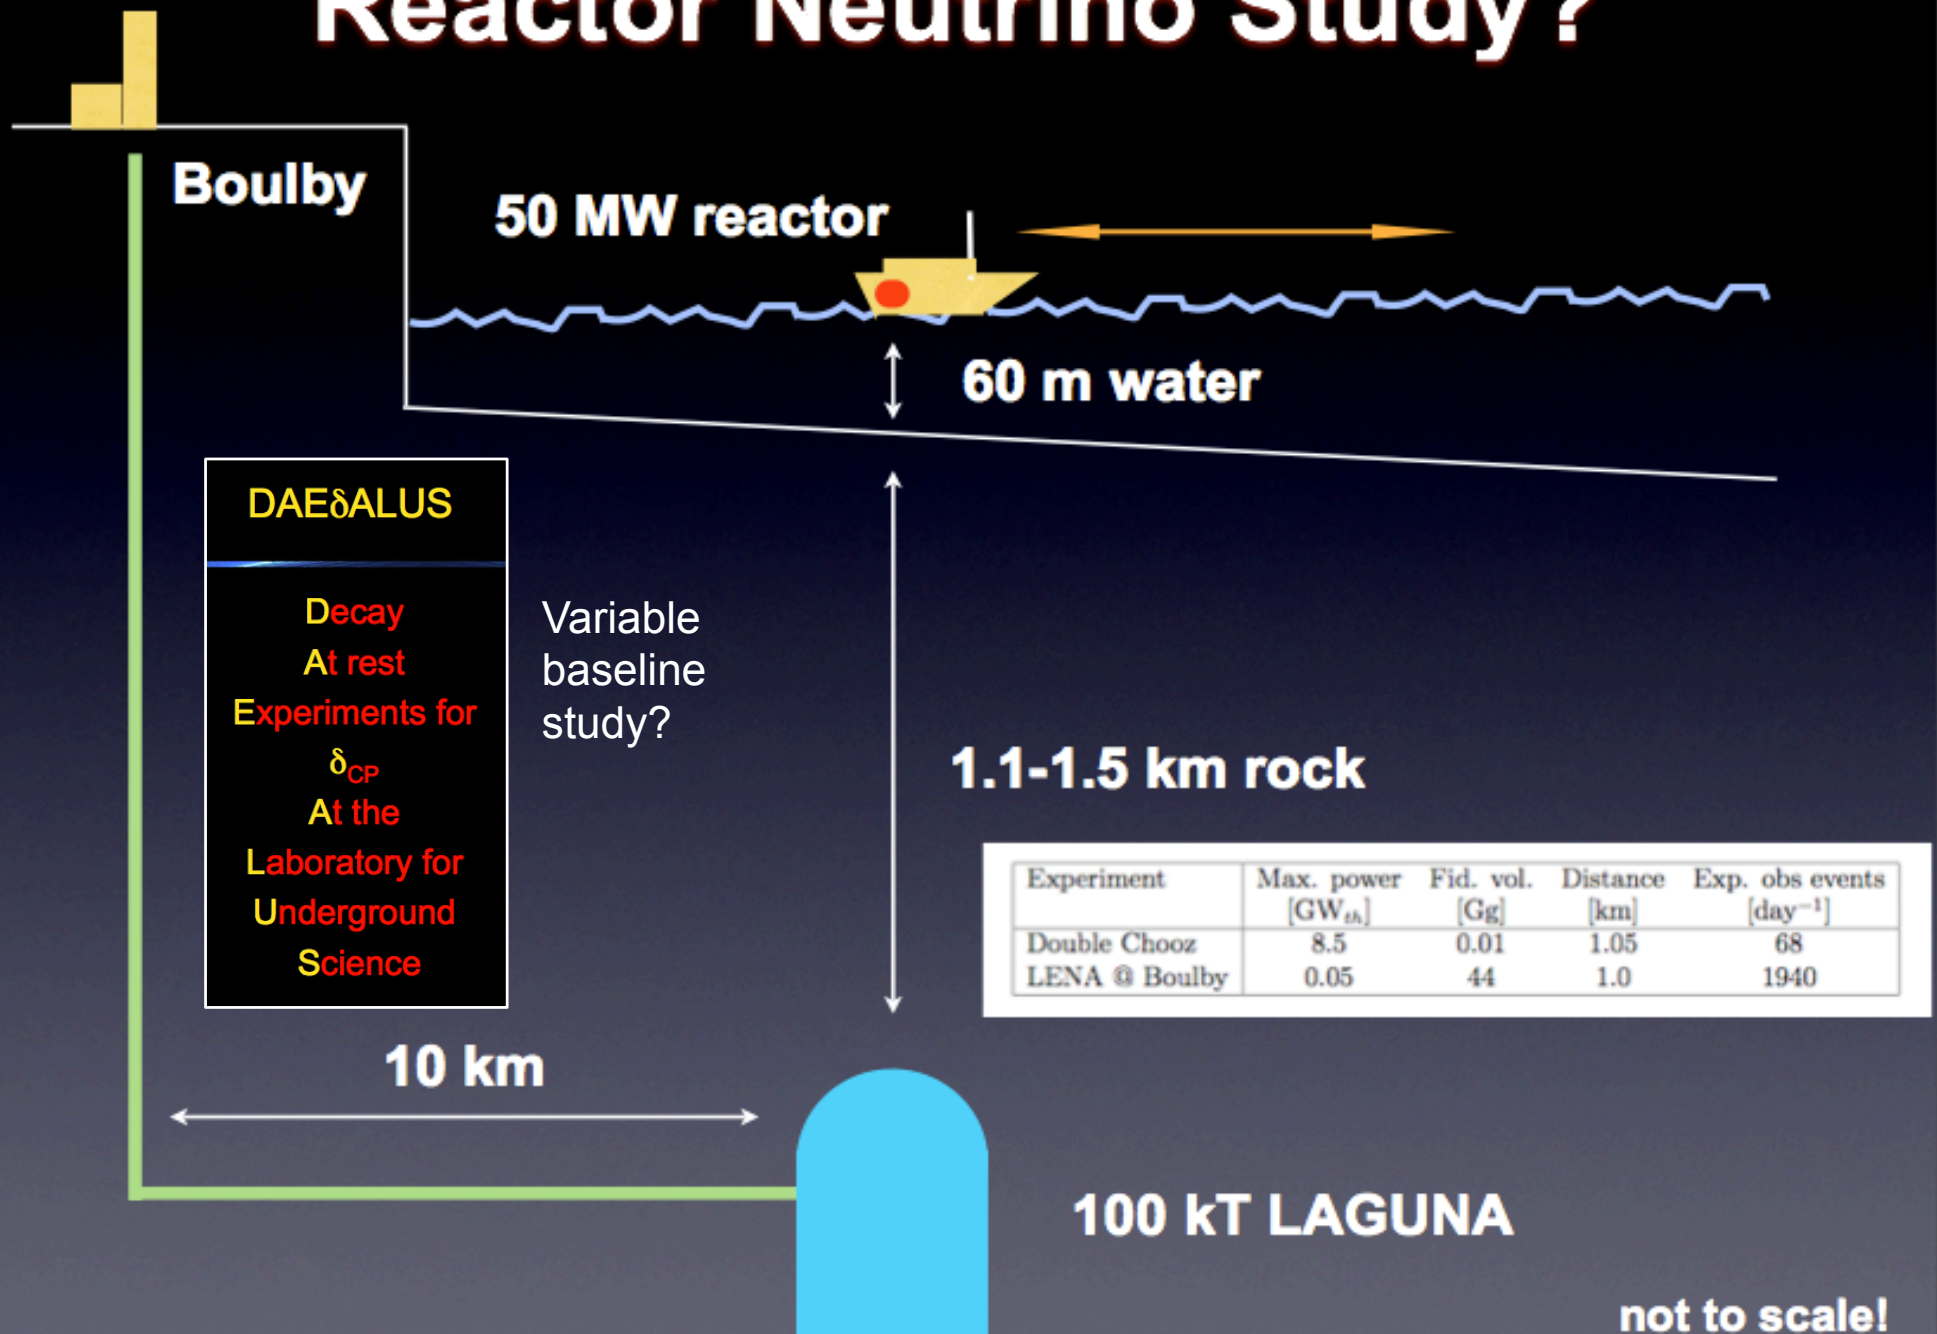 Reactor Neutrino Study?
Boulby
50 MW reactor
60 m water
DAEδALUS
Decay
At rest
Experiments for
δCP
At the
Laboratory for
Underground
Science
Variable
baseline
study?
1.1-1.5 km rock
Experiment Max. power Fid. vol. Distance Exp. obs events
[GWth] [Gg] [km] [day⁻¹]
Double Chooz 8.5 0.01 1.05 68
LENA @ Boulby 0.05 44 1.0 1940
10 km
100 kT LAGUNA
not to scale!